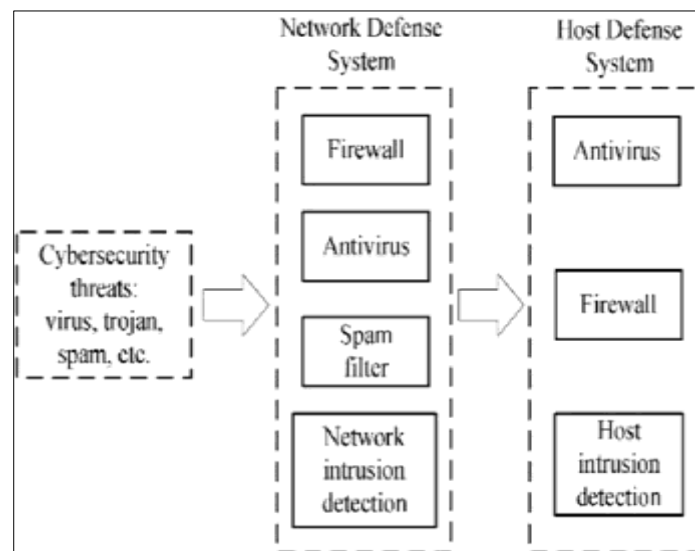 Network Defense
System
Host Defense
System
Firewall
Antivirus
Spam
filter
Network
intrusion
detection
Cybersecurity
threats:
virus, trojan,
spam, etc.
Antivirus
Firewall
Host
intrusion
detection